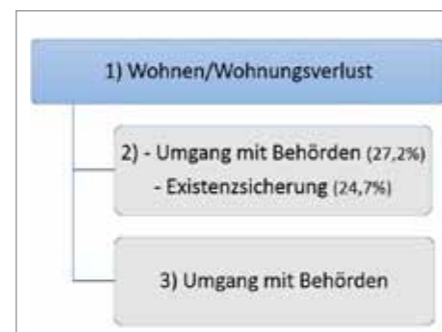 1) Wohnen/Wohnungsverlust
2) - Umgang mit Behörden (27,2%)
- Existenzsicherung (24,7%)
3) Umgang mit Behörden